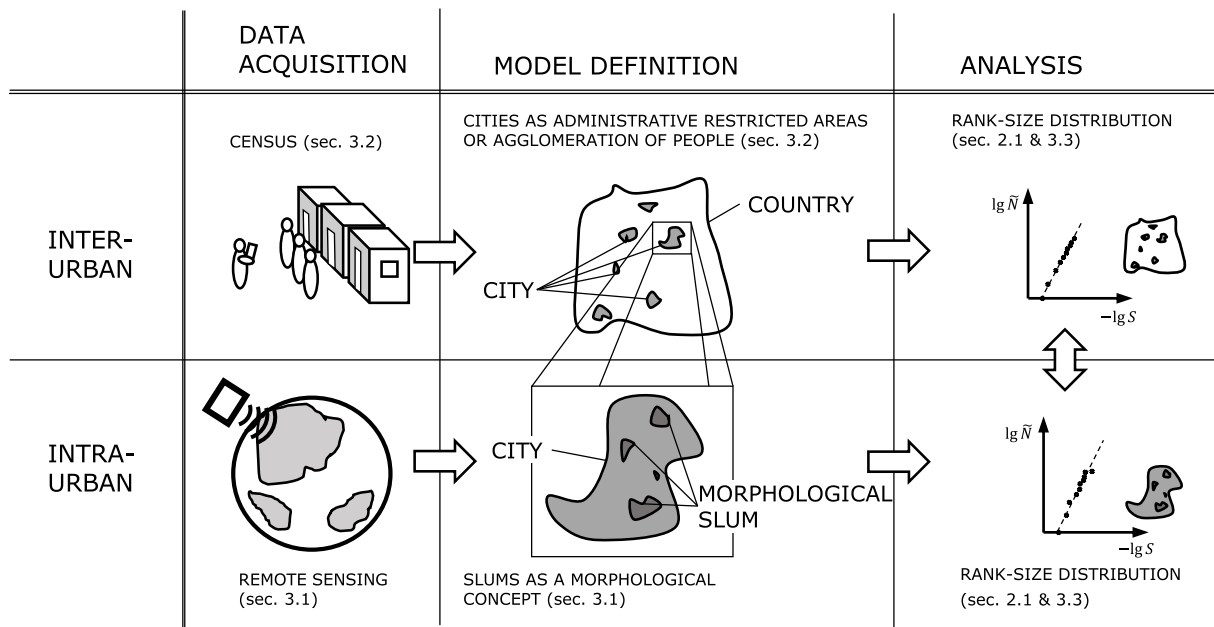 DATA
ACQUISITION
MODEL DEFINITION
ANALYSIS
INTER-
URBAN
CENSUS (sec. 3.2)
CITIES AS ADMINISTRATIVE RESTRICTED AREAS
OR AGGLOMERATION OF PEOPLE (sec. 3.2)
COUNTRY
CITY
RANK-SIZE DISTRIBUTION
(sec. 2.1 & 3.3)
lg Ñ
−lg S
INTRA-
URBAN
REMOTE SENSING
(sec. 3.1)
CITY
MORPHOLOGICAL
SLUM
SLUMS AS A MORPHOLOGICAL
CONCEPT (sec. 3.1)
lg Ñ
−lg S
RANK-SIZE DISTRIBUTION
(sec. 2.1 & 3.3)